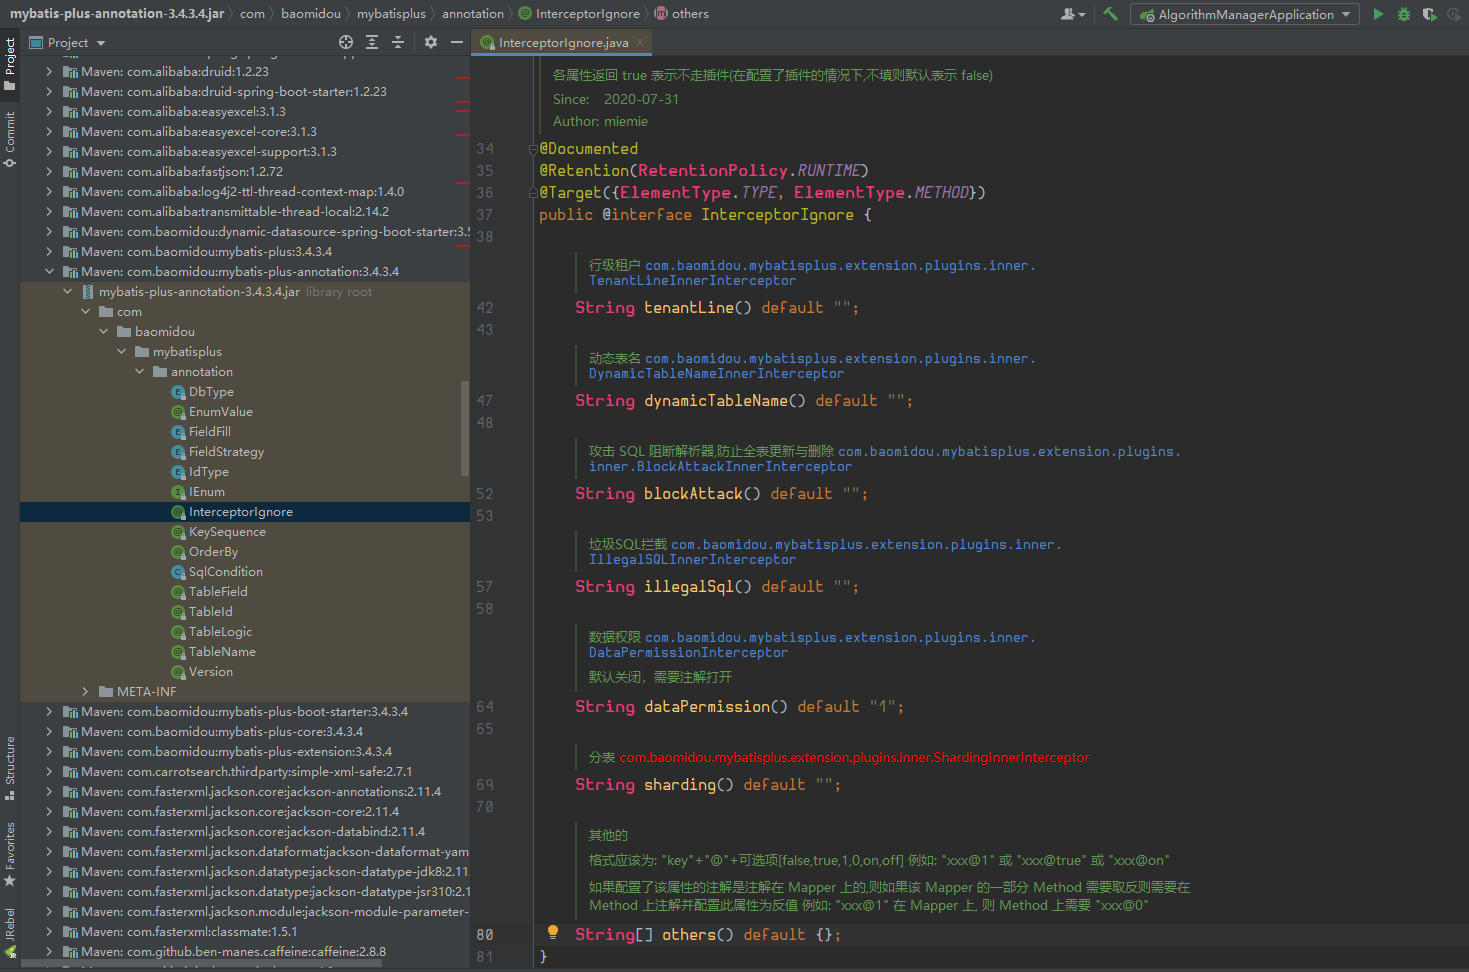 mybatis-plus-annotation-3.4.3.4.jar com baomidou mybatisplus annotation InterceptorIgnore others
AlgorithmManagerApplication
Project
InterceptorIgnore.java
Project
Commit
Structure
Favorites
JRebel
Maven: com.alibaba:druid:1.2.23
Maven: com.alibaba:druid-spring-boot-starter:1.2.23
Maven: com.alibaba:easyexcel:3.1.3
Maven: com.alibaba:easyexcel-core:3.1.3
Maven: com.alibaba:easyexcel-support:3.1.3
Maven: com.alibaba:fastjson:1.2.72
Maven: com.alibaba:log4j2-ttl-thread-context-map:1.4.0
Maven: com.alibaba:transmittable-thread-local:2.14.2
Maven: com.baomidou:dynamic-datasource-spring-boot-starter:3.5
Maven: com.baomidou:mybatis-plus:3.4.3.4
Maven: com.baomidou:mybatis-plus-annotation:3.4.3.4
mybatis-plus-annotation-3.4.3.4.jar library root
com
baomidou
mybatisplus
annotation
DbType
EnumValue
FieldFill
FieldStrategy
IdType
IEnum
InterceptorIgnore
KeySequence
OrderBy
SqlCondition
TableField
TableId
TableLogic
TableName
Version
META-INF
Maven: com.baomidou:mybatis-plus-boot-starter:3.4.3.4
Maven: com.baomidou:mybatis-plus-core:3.4.3.4
Maven: com.baomidou:mybatis-plus-extension:3.4.3.4
Maven: com.carrotsearch.thirdparty:simple-xml-safe:2.7.1
Maven: com.fasterxml.jackson.core:jackson-annotations:2.11.4
Maven: com.fasterxml.jackson.core:jackson-core:2.11.4
Maven: com.fasterxml.jackson.core:jackson-databind:2.11.4
Maven: com.fasterxml.jackson.dataformat:jackson-dataformat-yam
Maven: com.fasterxml.jackson.datatype:jackson-datatype-jdk8:2.11
Maven: com.fasterxml.jackson.datatype:jackson-datatype-jsr310:2.1
Maven: com.fasterxml.jackson.module:jackson-module-parameter-
Maven: com.fasterxml:classmate:1.5.1
Maven: com.github.ben-manes.caffeine:caffeine:2.8.8
各属性返回 true 表示不走插件(在配置了插件的情况下,不填则默认表示 false)
Since: 2020-07-31
Author: miemie
34 @Documented
35 @Retention(RetentionPolicy.RUNTIME)
36 @Target({ElementType.TYPE, ElementType.METHOD})
37 public @interface InterceptorIgnore {
38
行级租户 com.baomidou.mybatisplus.extension.plugins.inner.
TenantLineInnerInterceptor
42 String tenantLine() default "";
43
动态表名 com.baomidou.mybatisplus.extension.plugins.inner.
DynamicTableNameInnerInterceptor
47 String dynamicTableName() default "";
48
攻击 SQL 阻断解析器,防止全表更新与删除 com.baomidou.mybatisplus.extension.plugins.
inner.BlockAttackInnerInterceptor
52 String blockAttack() default "";
53
垃圾SQL拦截 com.baomidou.mybatisplus.extension.plugins.inner.
IllegalSQLInnerInterceptor
57 String illegalSql() default "";
58
数据权限 com.baomidou.mybatisplus.extension.plugins.inner.
DataPermissionInterceptor
默认关闭，需要注解打开
64 String dataPermission() default "1";
65
分表 com.baomidou.mybatisplus.extension.plugins.inner.ShardingInnerInterceptor
69 String sharding() default "";
70
其他的
格式应该为: "key"+"@"+可选项[false,true,1,0,on,off] 例如: "xxx@1" 或 "xxx@true" 或 "xxx@on"
如果配置了该属性的注解是注解在 Mapper 上的,则如果该 Mapper 的一部分 Method 需要取反则需要在
Method 上注解并配置此属性为反值 例如: "xxx@1" 在 Mapper 上, 则 Method 上需要 "xxx@0"
80 String[] others() default {};
81 }